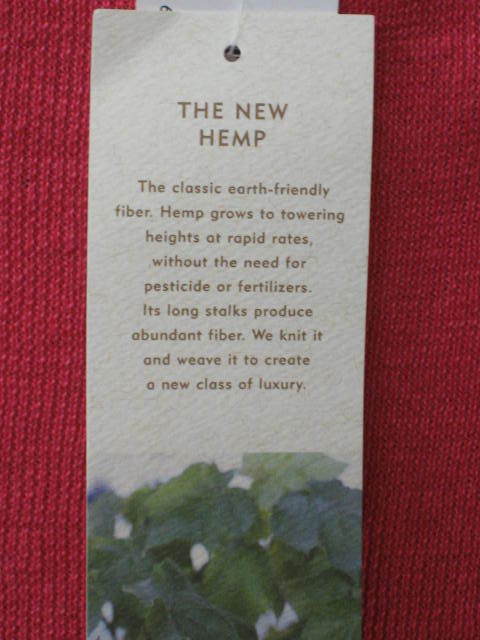 THE NEW
HEMP
The classic earth-friendly
fiber. Hemp grows to towering
heights at rapid rates,
without the need for
pesticide or fertilizers.
Its long stalks produce
abundant fiber. We knit it
and weave it to create
a new class of luxury.